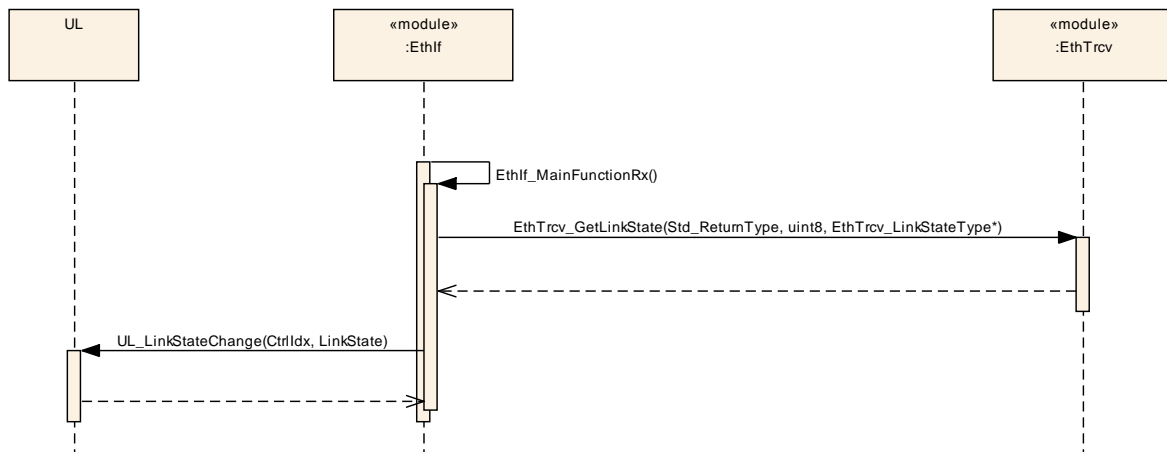 UL
«module»
:EthIf
«module»
:EthTrcv
EthIf_MainFunctionRx()
EthTrcv_GetLinkState(Std_ReturnType, uint8, EthTrcv_LinkStateType*)
UL_LinkStateChange(CtrlIdx, LinkState)